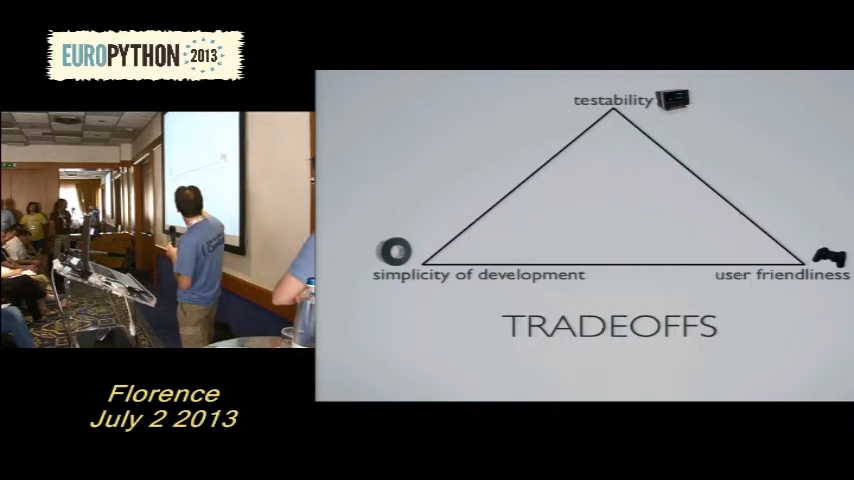 EUROPYTHON 2013
testability
simplicity of development
user friendliness
TRADEOFFS
Florence
July 2 2013